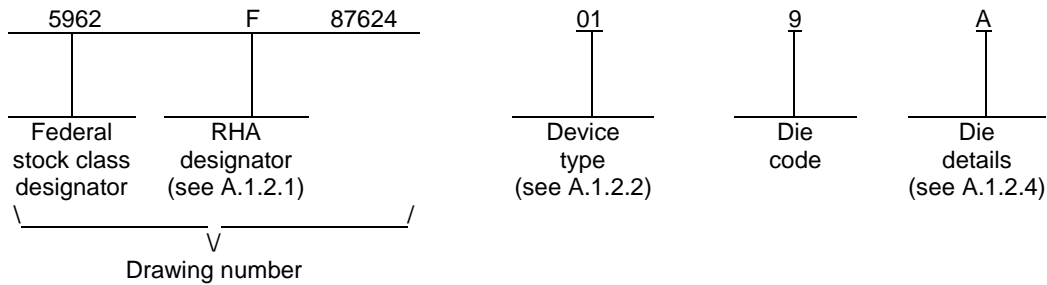 5962 F 87624 01 9 A
Federal RHA Device Die Die
stock class designator type code details
designator (see A.1.2.1) (see A.1.2.2) (see A.1.2.4)
Drawing number